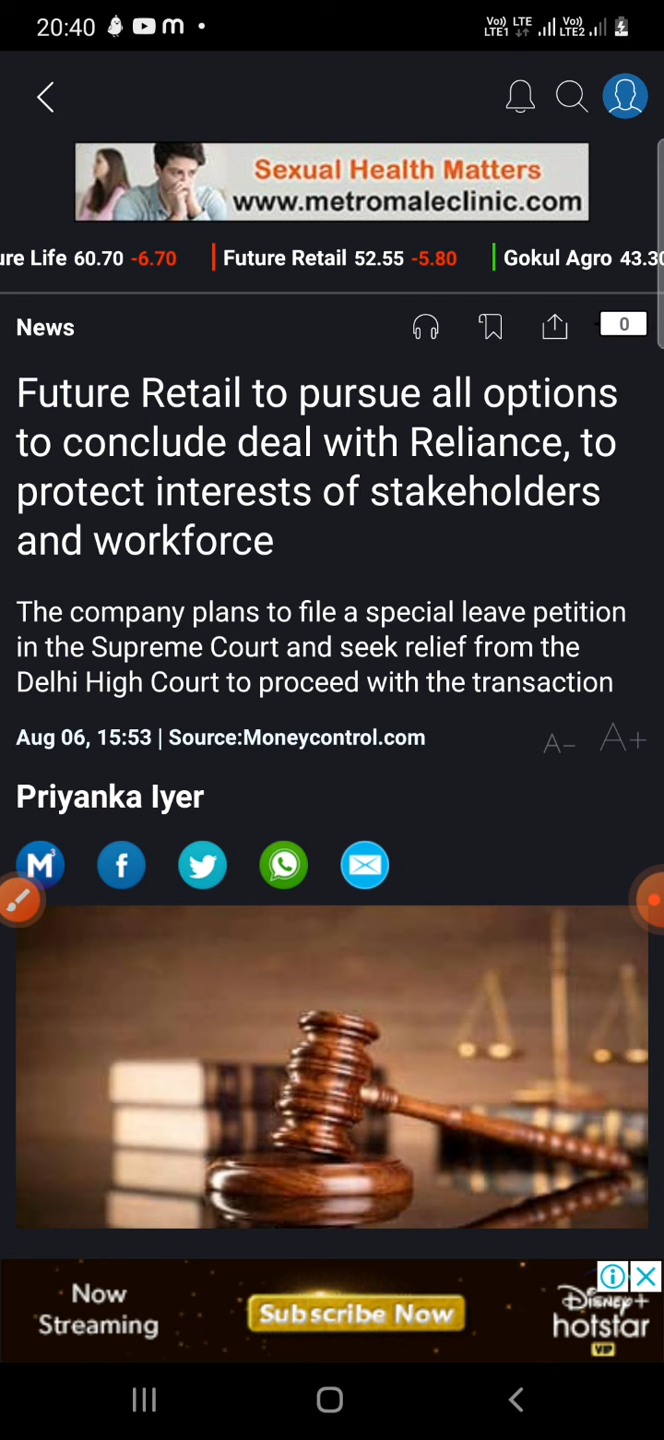 20:40
Vo)) LTE
LTE1
Vo))
LTE2
Sexual Health Matters
www.metromaleclinic.com
ure Life 60.70 -6.70
Future Retail 52.55 -5.80
Gokul Agro 43.30
News
0
Future Retail to pursue all options
to conclude deal with Reliance, to
protect interests of stakeholders
and workforce
The company plans to file a special leave petition
in the Supreme Court and seek relief from the
Delhi High Court to proceed with the transaction
Aug 06, 15:53 | Source:Moneycontrol.com
A- A+
Priyanka Iyer
M3
f
Now
Streaming
Subscribe Now
Disney+
hotstar
VIP